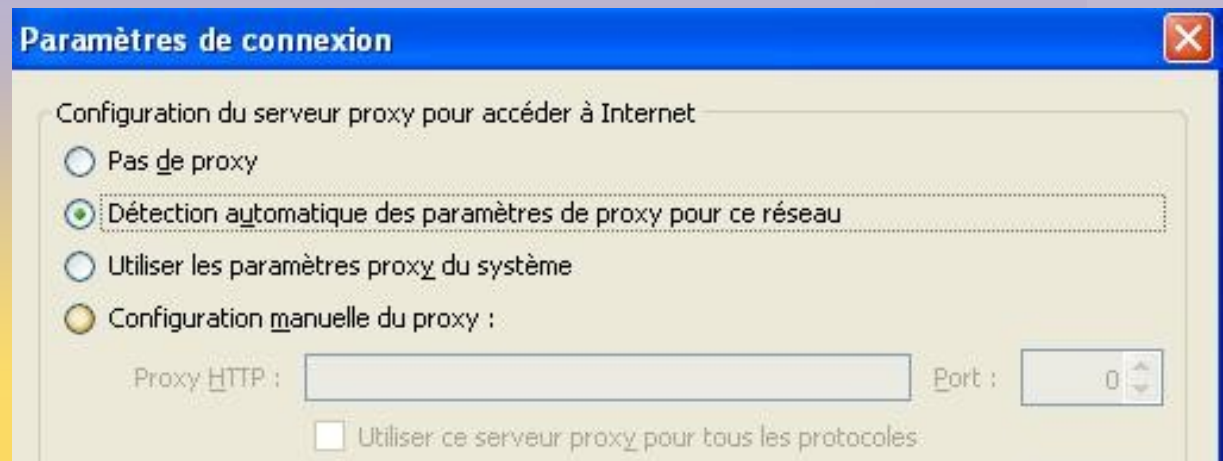 Paramètres de connexion
Configuration du serveur proxy pour accéder à Internet
Pas de proxy
Détection automatique des paramètres de proxy pour ce réseau
Utiliser les paramètres proxy du système
Configuration manuelle du proxy :
Proxy HTTP : Port : 0
Utiliser ce serveur proxy pour tous les protocoles